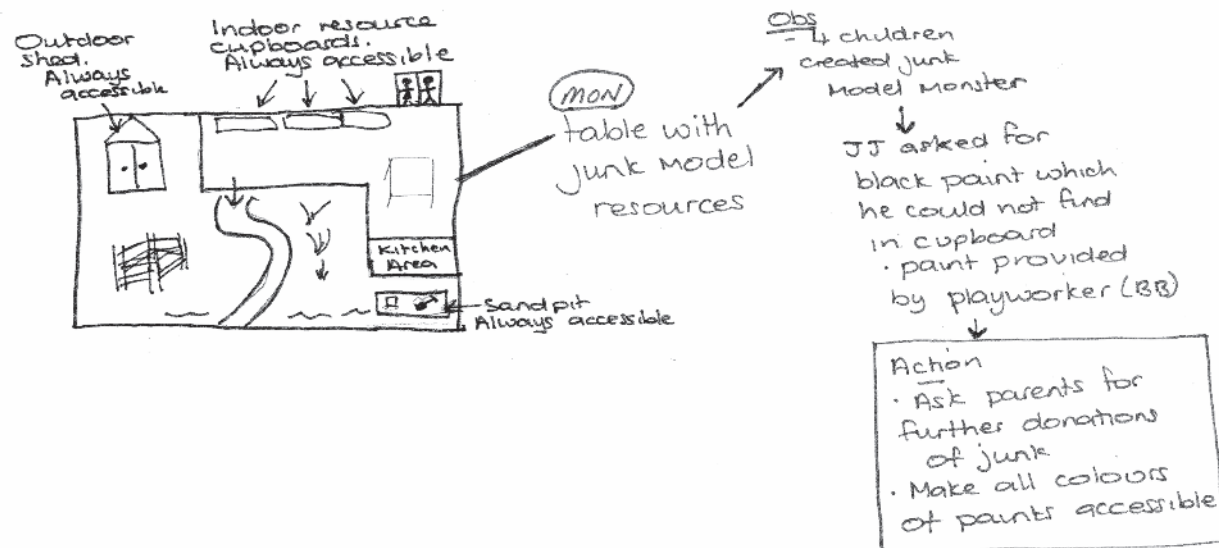 Outdoor
shed.
Always
accessible
Indoor resource
cupboards.
Always accessible
Kitchen
Area
Sandpit
Always accessible
MON
table with
junk model
resources
Obs
- 4 children
created junk
Model Monster
JJ asked for
black paint which
he could not find
in cupboard
· paint provided
by playworker (BB)
Action
· Ask parents for
further donations
of junk
· Make all colours
of paints accessible